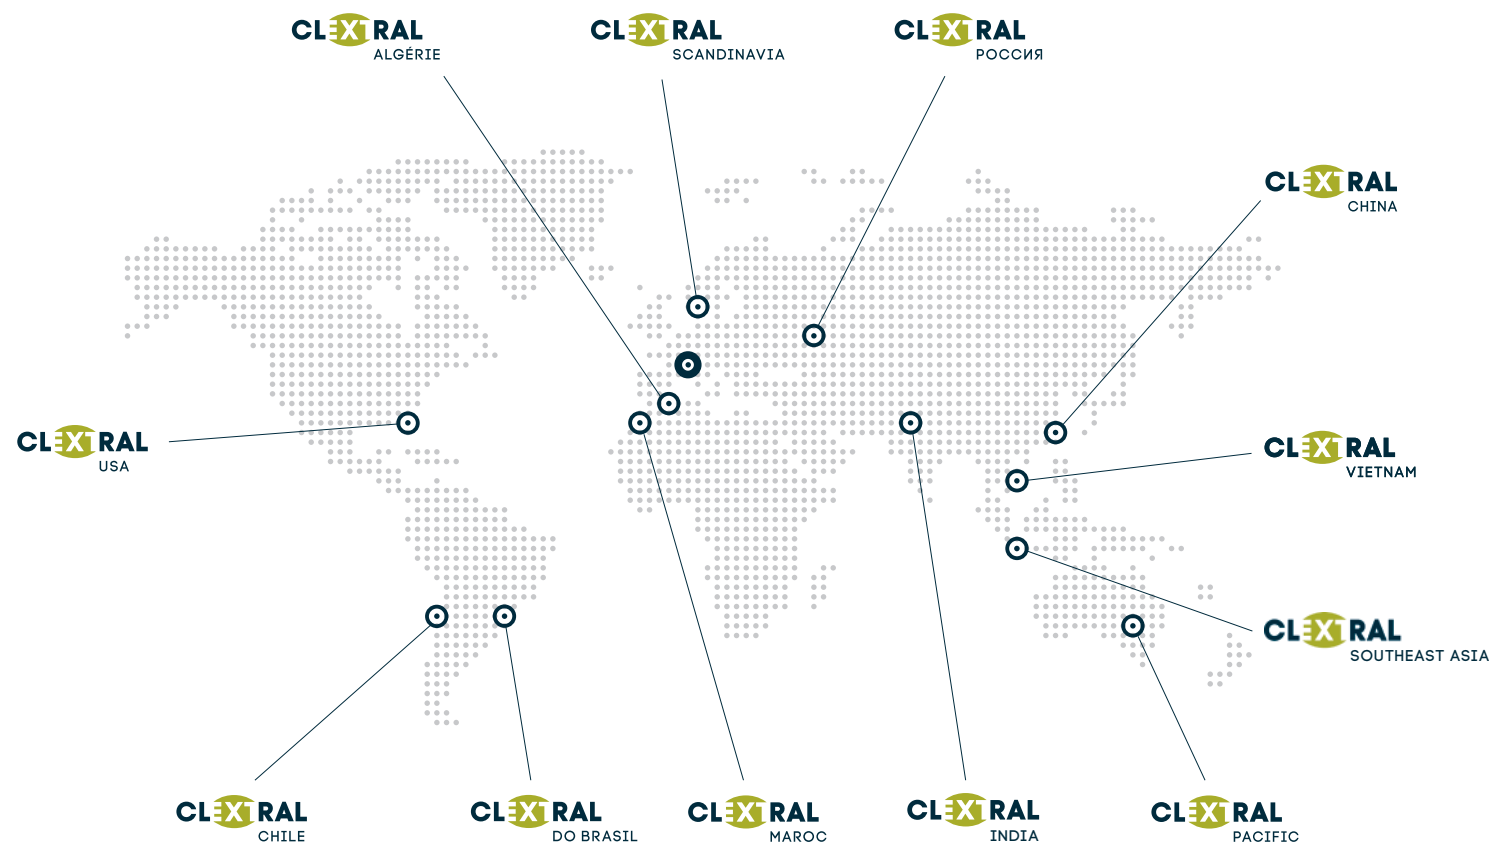 CLEXTRAL
ALGÉRIE
CLEXTRAL
SCANDINAVIA
CLEXTRAL
РОССИЯ
CLEXTRAL
CHINA
CLEXTRAL
USA
CLEXTRAL
VIETNAM
CLEXTRAL
SOUTHEAST ASIA
CLEXTRAL
CHILE
CLEXTRAL
DO BRASIL
CLEXTRAL
MAROC
CLEXTRAL
INDIA
CLEXTRAL
PACIFIC